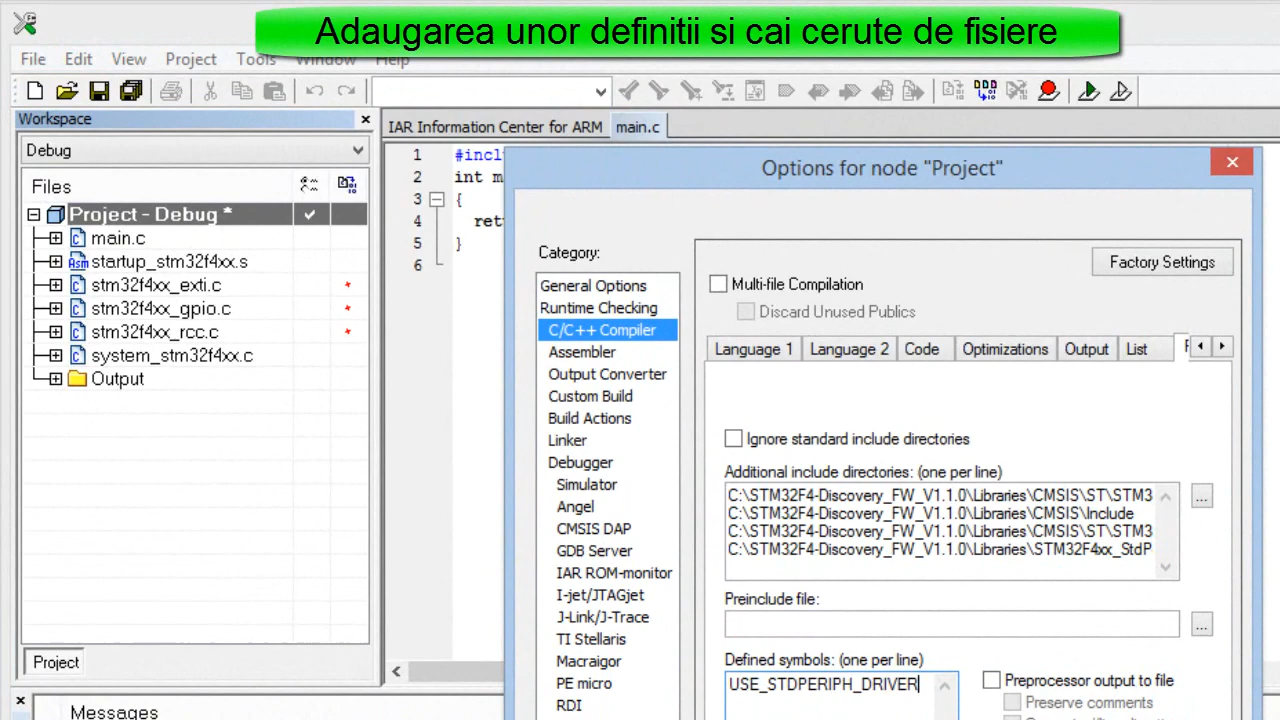 Adaugarea unor definitii si cai cerute de fisiere
File Edit View Project Tools Window Help
Workspace
Debug
Files
Project - Debug *
main.c
startup_stm32f4xx.s
stm32f4xx_exti.c
stm32f4xx_gpio.c
stm32f4xx_rcc.c
system_stm32f4xx.c
Output
Project
Messages
IAR Information Center for ARM main.c
1 #incl
2 int m
3 {
4 ret
5 }
6
Options for node "Project"
Category:
General Options
Runtime Checking
C/C++ Compiler
Assembler
Output Converter
Custom Build
Build Actions
Linker
Debugger
Simulator
Angel
CMSIS DAP
GDB Server
IAR ROM-monitor
I-jet/JTAGjet
J-Link/J-Trace
TI Stellaris
Macraigor
PE micro
RDI
Factory Settings
Multi-file Compilation
Discard Unused Publics
Language 1 Language 2 Code Optimizations Output List
Ignore standard include directories
Additional include directories: (one per line)
C:\STM32F4-Discovery_FW_V1.1.0\Libraries\CMSIS\ST\STM3
C:\STM32F4-Discovery_FW_V1.1.0\Libraries\CMSIS\Include
C:\STM32F4-Discovery_FW_V1.1.0\Libraries\CMSIS\ST\STM3
C:\STM32F4-Discovery_FW_V1.1.0\Libraries\STM32F4xx_StdP
...
Preinclude file:
...
Defined symbols: (one per line)
USE_STDPERIPH_DRIVER
Preprocessor output to file
Preserve comments